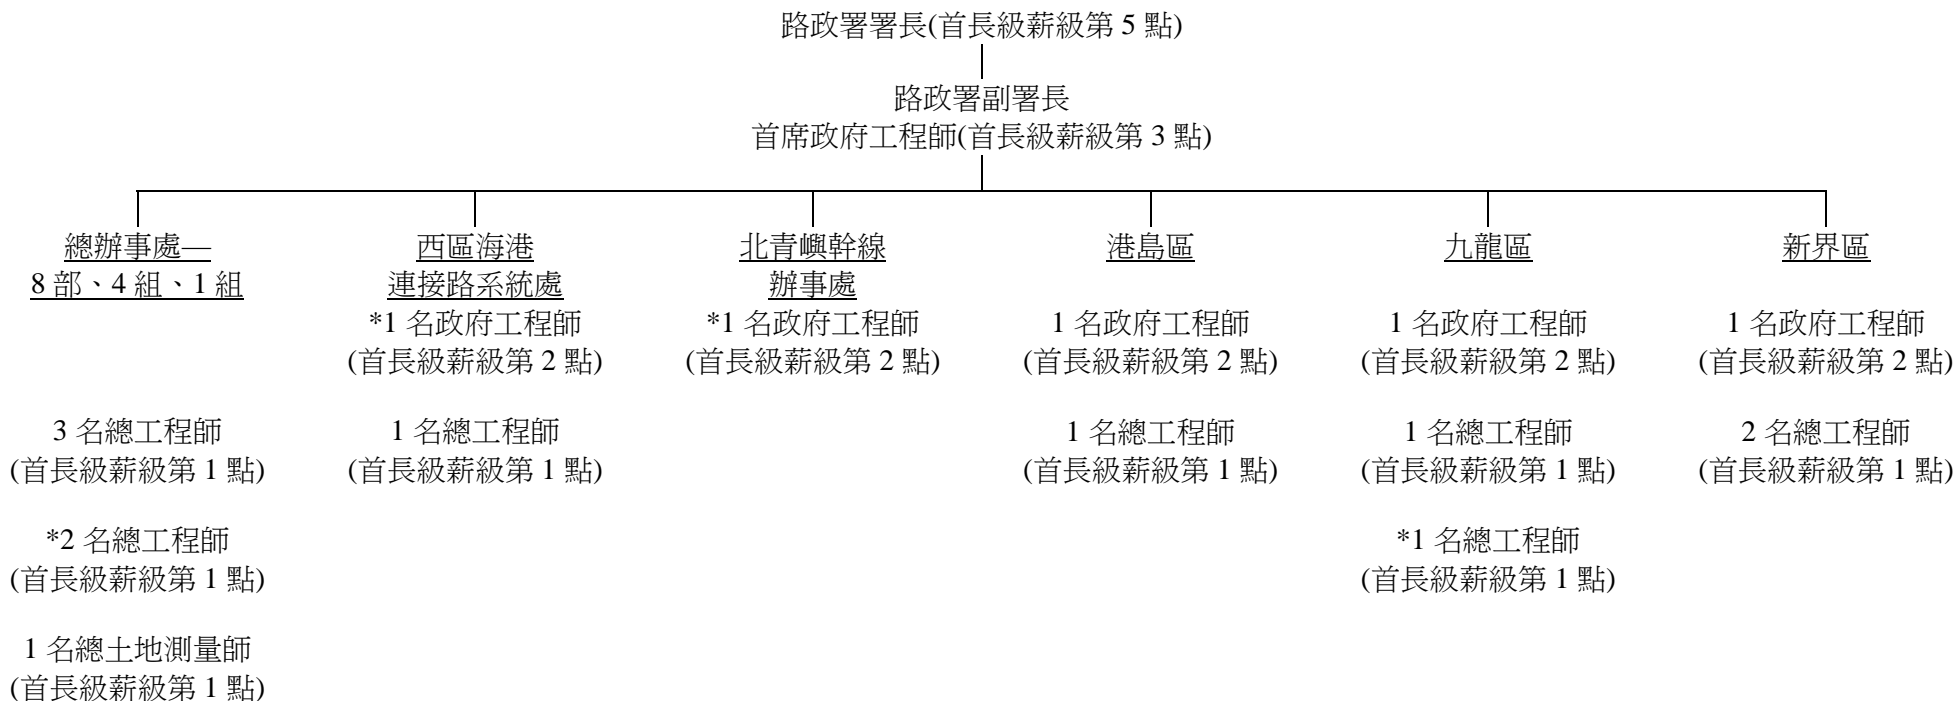 路政署署長(首長級薪級第 5 點)
路政署副署長
首席政府工程師(首長級薪級第 3 點)
總辦事處—
8 部、4 組、1 組
西區海港
連接路系統處
北青嶼幹線
辦事處
港島區
九龍區
新界區
*1 名政府工程師
(首長級薪級第 2 點)
*1 名政府工程師
(首長級薪級第 2 點)
1 名政府工程師
(首長級薪級第 2 點)
1 名政府工程師
(首長級薪級第 2 點)
1 名政府工程師
(首長級薪級第 2 點)
3 名總工程師
(首長級薪級第 1 點)
1 名總工程師
(首長級薪級第 1 點)
1 名總工程師
(首長級薪級第 1 點)
1 名總工程師
(首長級薪級第 1 點)
2 名總工程師
(首長級薪級第 1 點)
*2 名總工程師
(首長級薪級第 1 點)
*1 名總工程師
(首長級薪級第 1 點)
1 名總土地測量師
(首長級薪級第 1 點)